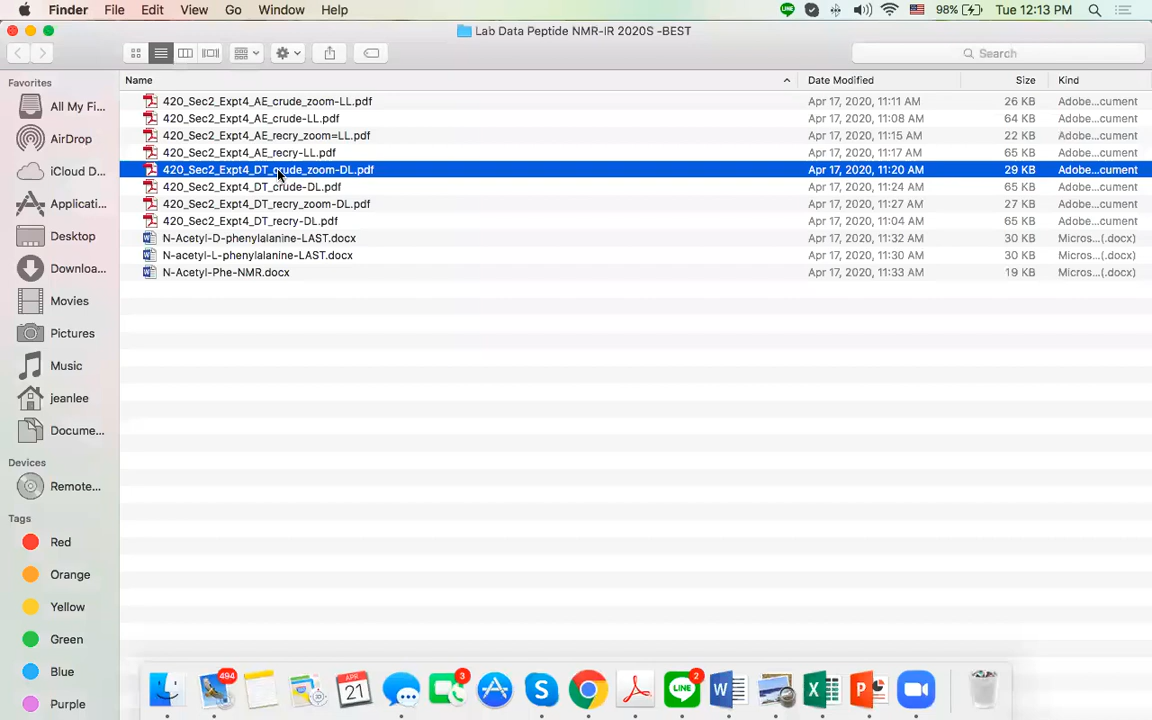 Finder File Edit View Go Window Help 98% Tue 12:13 PM
Lab Data Peptide NMR-IR 2020S -BEST
Search
Favorites
All My Fi...
AirDrop
iCloud D...
Applicati...
Desktop
Downloa...
Movies
Pictures
Music
jeanlee
Docume...
Devices
Remote...
Tags
Red
Orange
Yellow
Green
Blue
Purple
Name Date Modified Size Kind
420_Sec2_Expt4_AE_crude_zoom-LL.pdf Apr 17, 2020, 11:11 AM 26 KB Adobe...cument
420_Sec2_Expt4_AE_crude-LL.pdf Apr 17, 2020, 11:08 AM 64 KB Adobe...cument
420_Sec2_Expt4_AE_recry_zoom=LL.pdf Apr 17, 2020, 11:15 AM 22 KB Adobe...cument
420_Sec2_Expt4_AE_recry-LL.pdf Apr 17, 2020, 11:17 AM 65 KB Adobe...cument
420_Sec2_Expt4_DT_crude_zoom-DL.pdf Apr 17, 2020, 11:20 AM 29 KB Adobe...cument
420_Sec2_Expt4_DT_crude-DL.pdf Apr 17, 2020, 11:24 AM 65 KB Adobe...cument
420_Sec2_Expt4_DT_recry_zoom-DL.pdf Apr 17, 2020, 11:27 AM 27 KB Adobe...cument
420_Sec2_Expt4_DT_recry-DL.pdf Apr 17, 2020, 11:04 AM 65 KB Adobe...cument
N-Acetyl-D-phenylalanine-LAST.docx Apr 17, 2020, 11:32 AM 30 KB Micros...(.docx)
N-acetyl-L-phenylalanine-LAST.docx Apr 17, 2020, 11:30 AM 30 KB Micros...(.docx)
N-Acetyl-Phe-NMR.docx Apr 17, 2020, 11:33 AM 19 KB Micros...(.docx)
494 APR 21 3 2